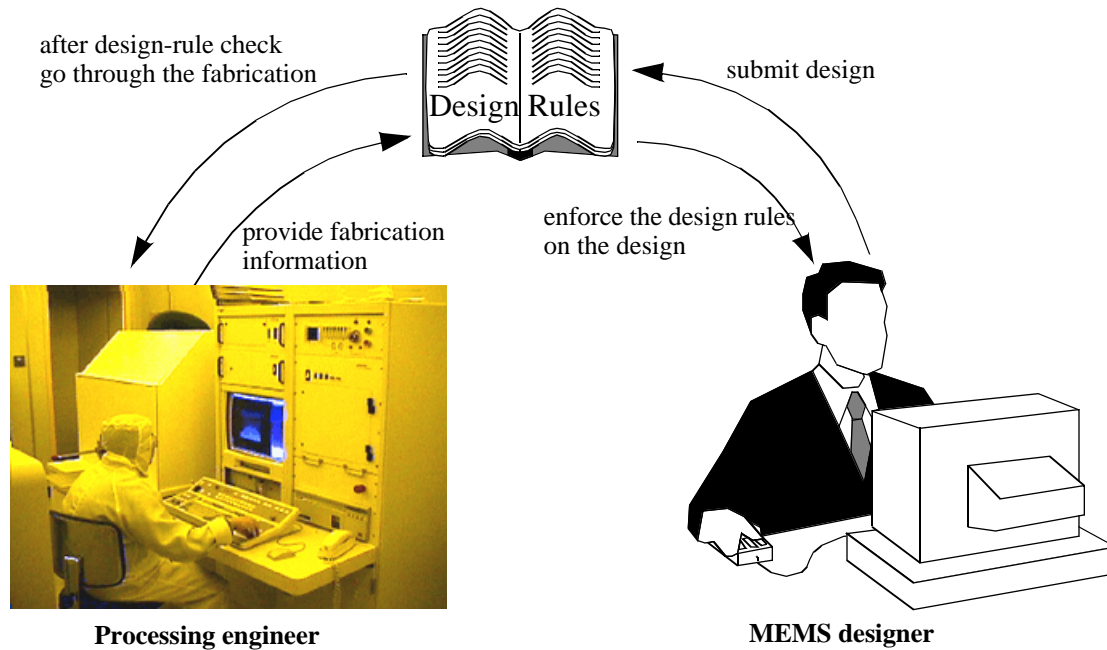 after design-rule check
go through the fabrication
submit design
Design Rules
enforce the design rules
on the design
provide fabrication
information
Processing engineer
MEMS designer